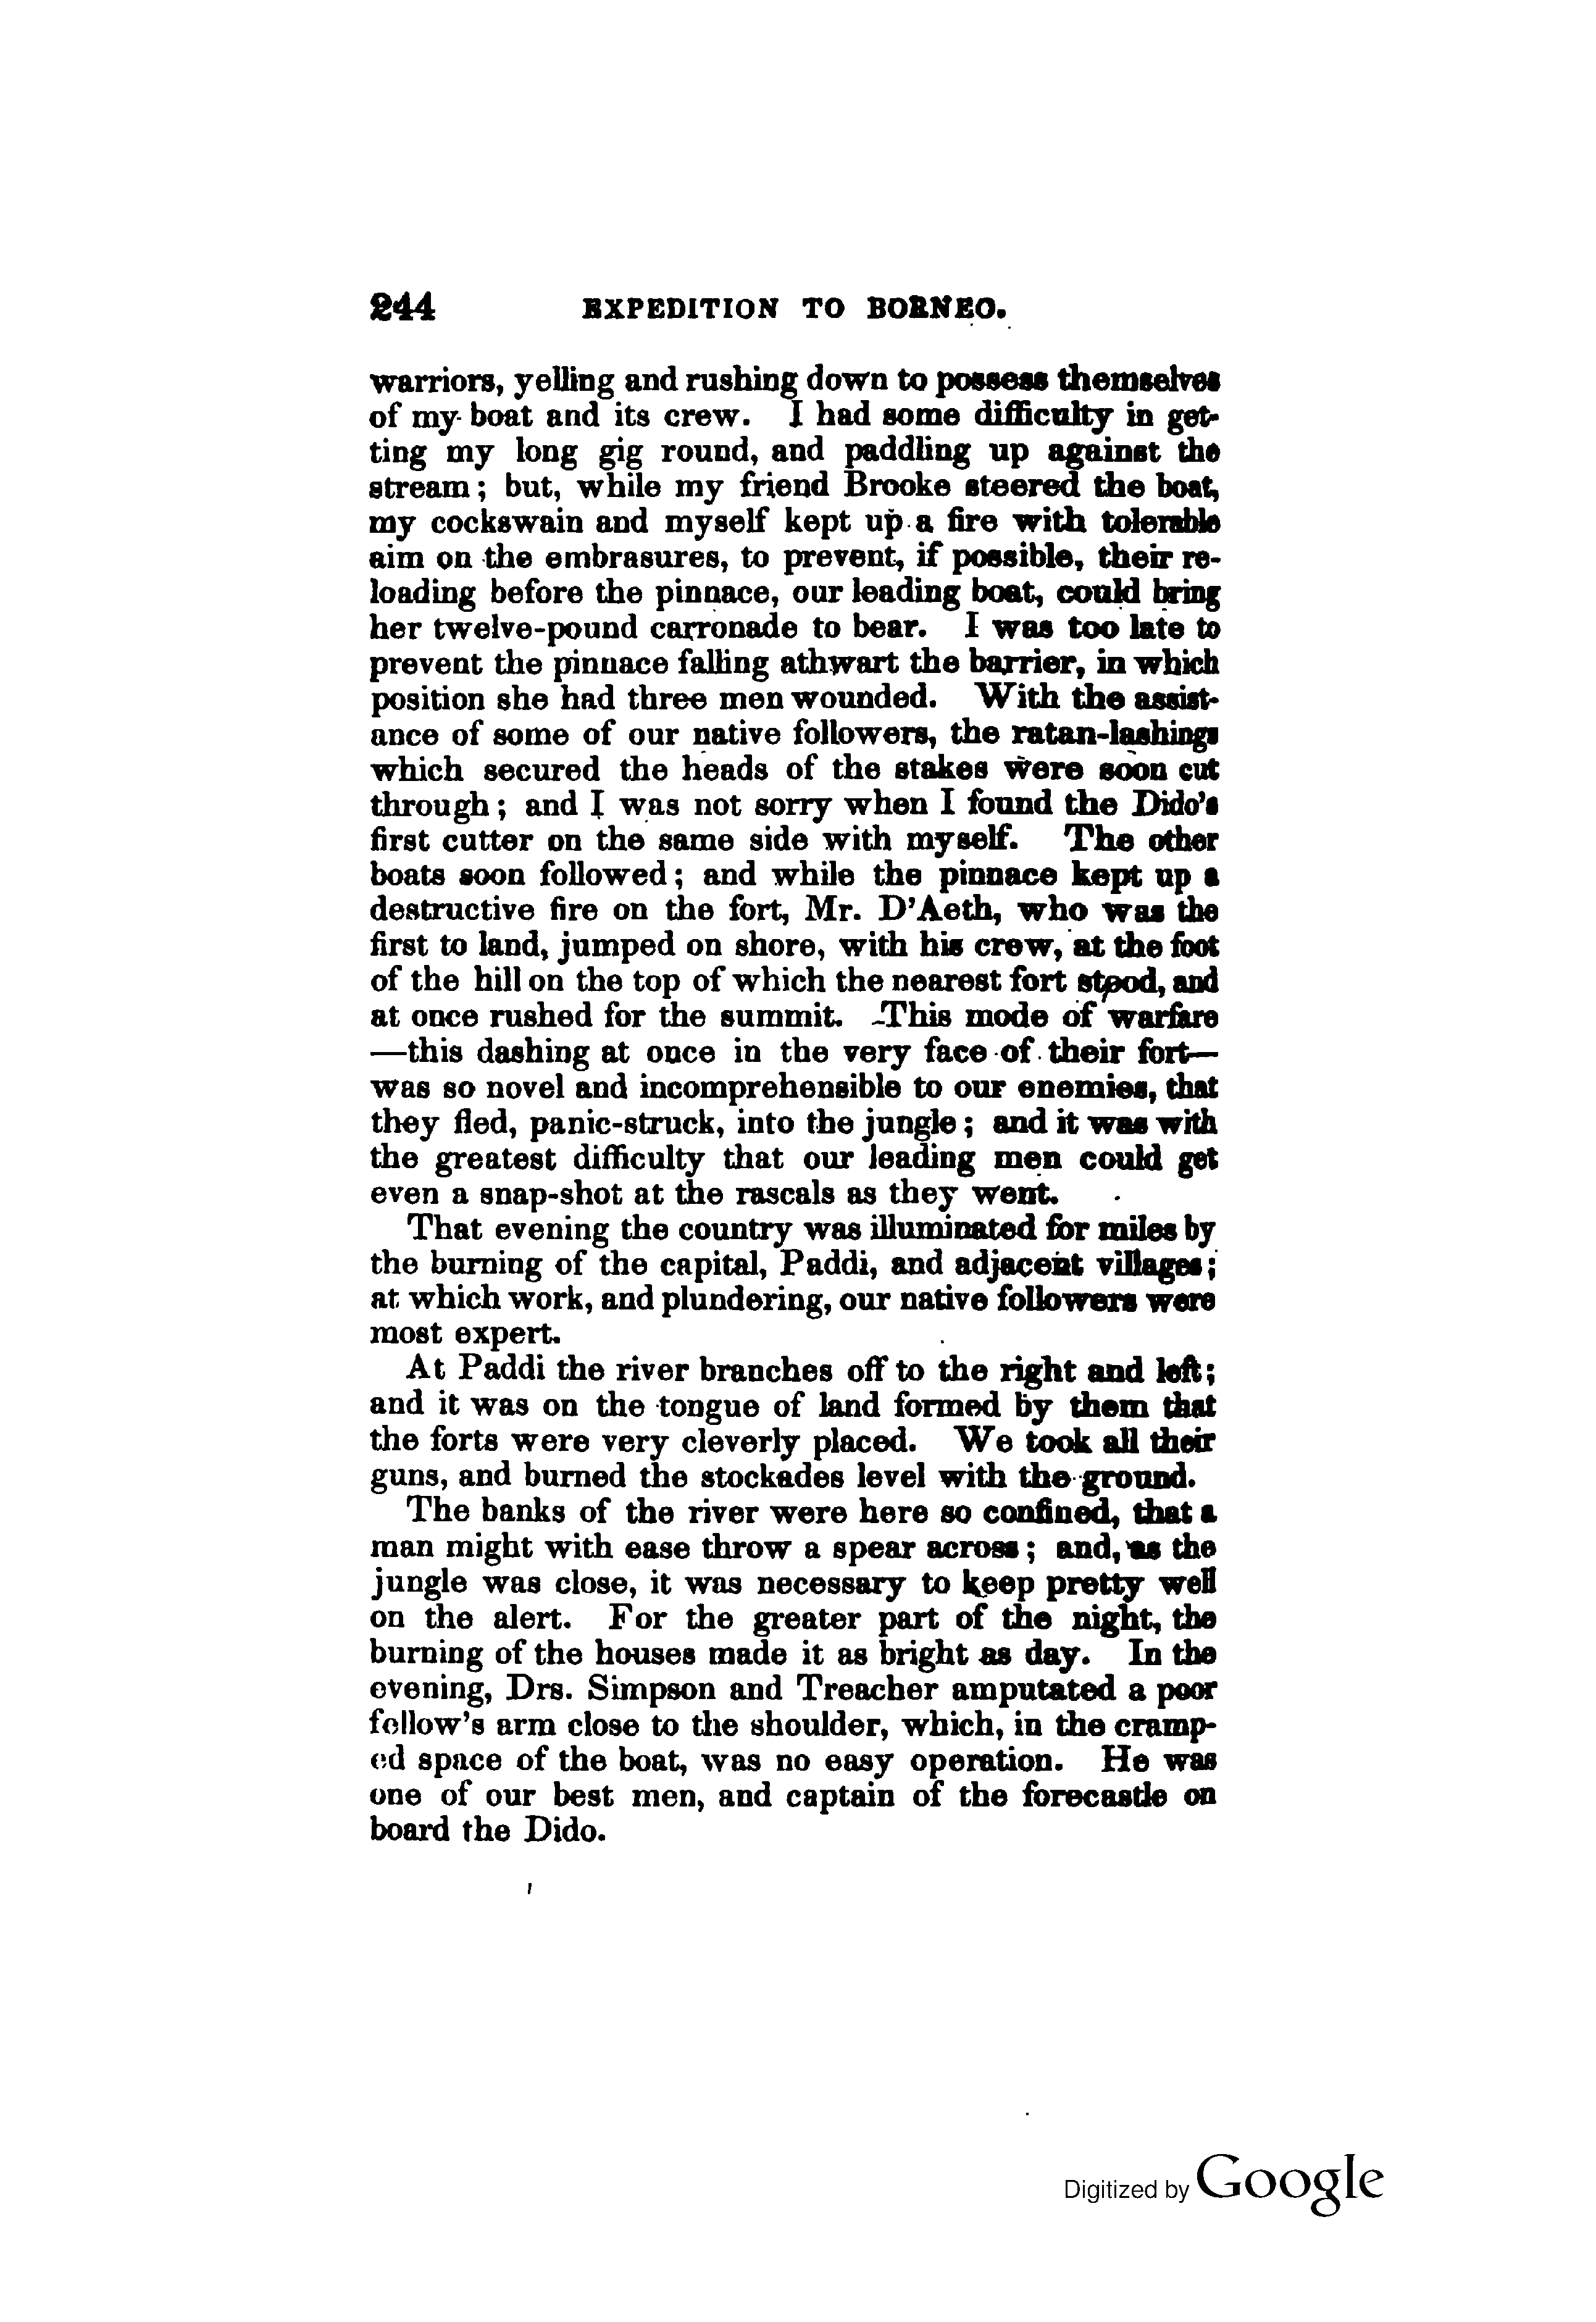 244 EXPEDITION TO BORNEO.
warriors, yelling and rushing down to possess themselves
of my boat and its crew. I had some difficulty in get-
ting my long gig round, and paddling up against the
stream; but, while my friend Brooke steered the boat,
my cockswain and myself kept up a fire with tolerable
aim on the embrasures, to prevent, if possible, their re-
loading before the pinnace, our leading boat, could bring
her twelve-pound carronade to bear. I was too late to
prevent the pinnace falling athwart the barrier, in which
position she had three men wounded. With the assist-
ance of some of our native followers, the ratan-lashings
which secured the heads of the stakes were soon cut
through; and I was not sorry when I found the Dido's
first cutter on the same side with myself. The other
boats soon followed; and while the pinnace kept up a
destructive fire on the fort, Mr. D'Aeth, who was the
first to land, jumped on shore, with his crew, at the foot
of the hill on the top of which the nearest fort stood, and
at once rushed for the summit. This mode of warfare
—this dashing at once in the very face of their fort—
was so novel and incomprehensible to our enemies, that
they fled, panic-struck, into the jungle; and it was with
the greatest difficulty that our leading men could get
even a snap-shot at the rascals as they went.
That evening the country was illuminated for miles by
the burning of the capital, Paddi, and adjacent villages;
at which work, and plundering, our native followers were
most expert.
At Paddi the river branches off to the right and left;
and it was on the tongue of land formed by them that
the forts were very cleverly placed. We took all their
guns, and burned the stockades level with the ground.
The banks of the river were here so confined, that a
man might with ease throw a spear across; and, as the
jungle was close, it was necessary to keep pretty well
on the alert. For the greater part of the night, the
burning of the houses made it as bright as day. In the
evening, Drs. Simpson and Treacher amputated a poor
fellow's arm close to the shoulder, which, in the cramp-
ed space of the boat, was no easy operation. He was
one of our best men, and captain of the forecastle on
board the Dido.
Digitized by Google